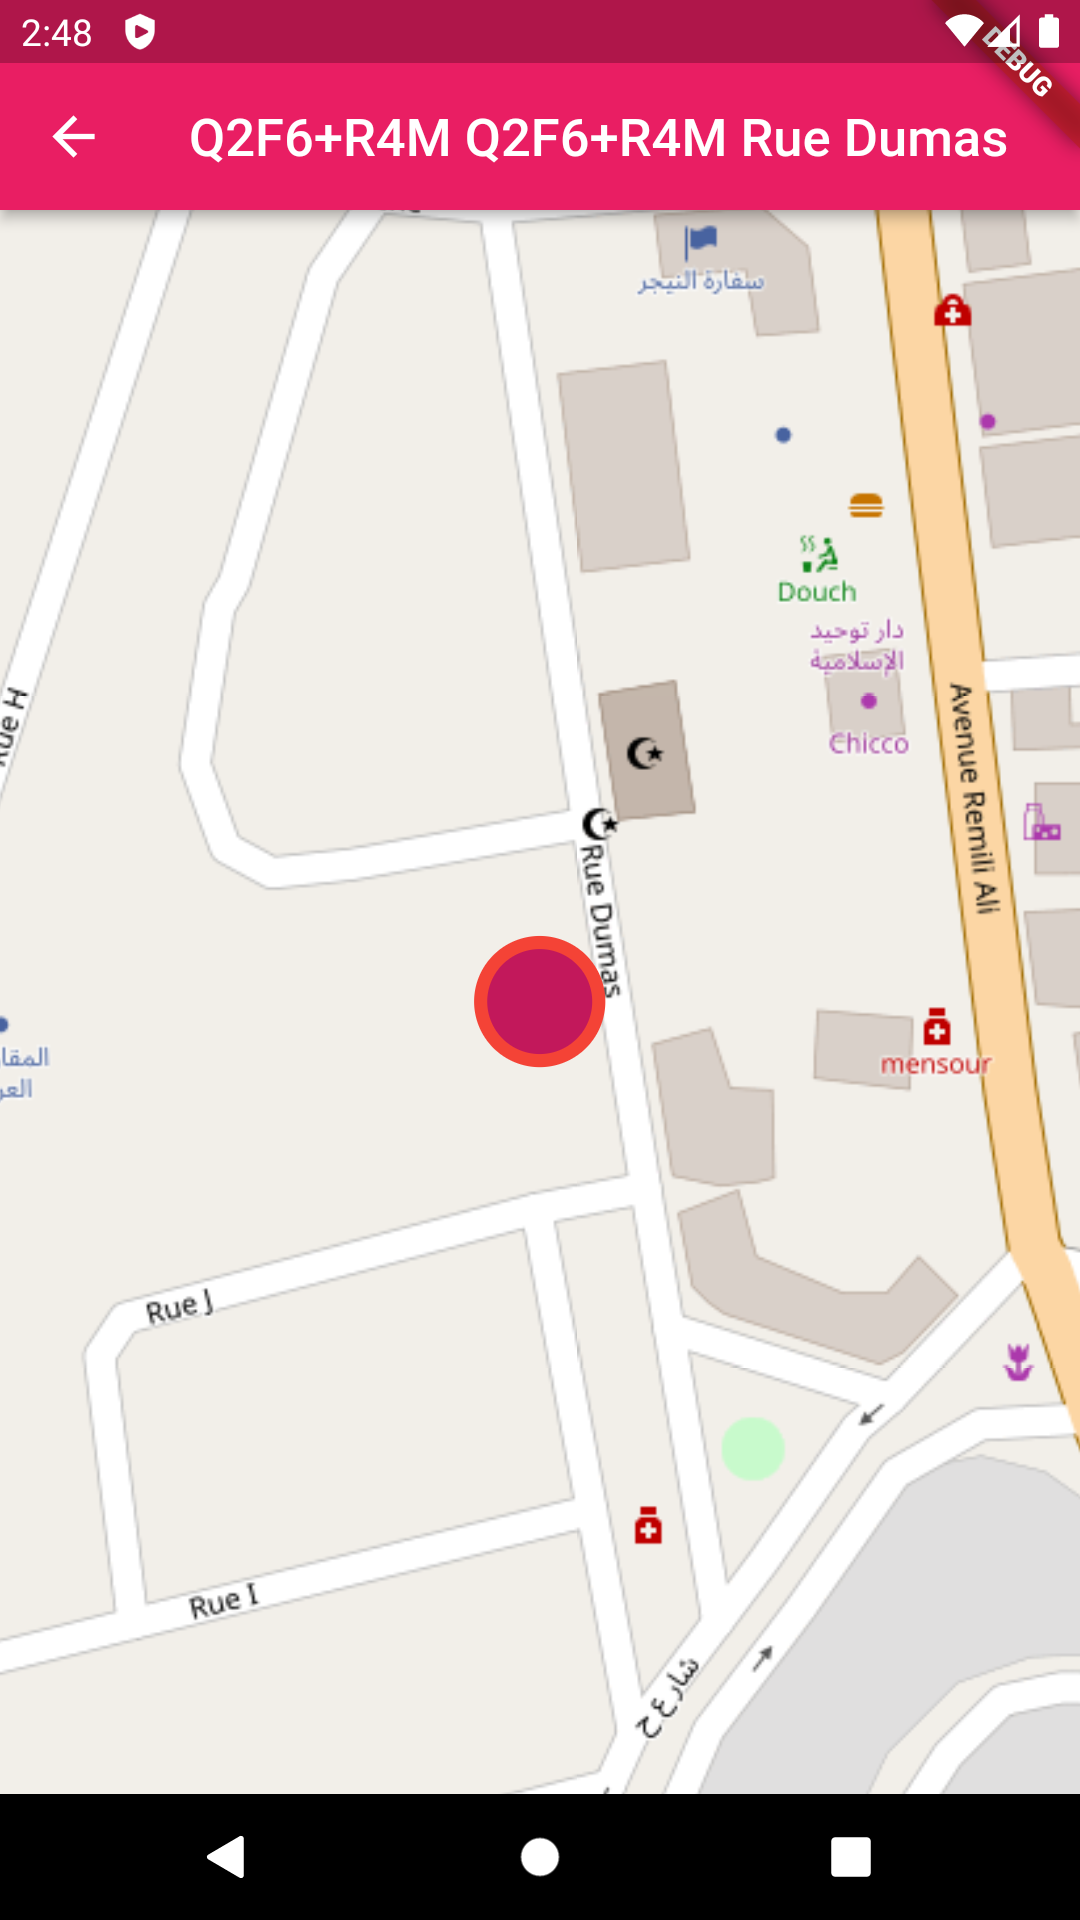 2:48
DEBUG
Q2F6+R4M Q2F6+R4M Rue Dumas
سفارة النيجر
Douch
دار توحيد
الإسلامية
Chicco
Rue H
Avenue Remili Ali
Rue Dumas
mensour
Rue J
Rue I
شارع ح